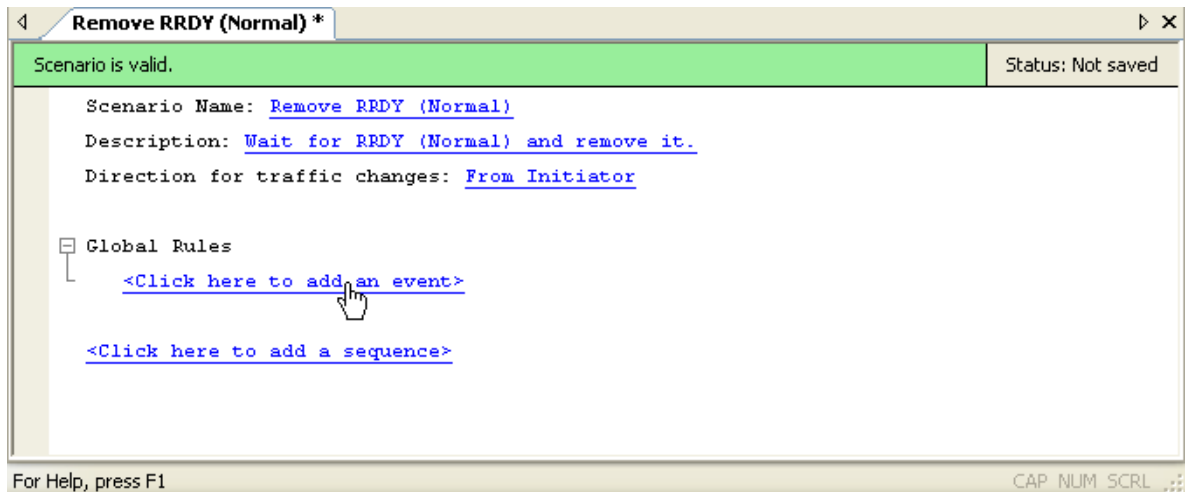 Remove RRDY (Normal) *
Scenario is valid. Status: Not saved
Scenario Name: Remove RRDY (Normal)
Description: Wait for RRDY (Normal) and remove it.
Direction for traffic changes: From Initiator
Global Rules
<Click here to add an event>
<Click here to add a sequence>
For Help, press F1 CAP NUM SCRL